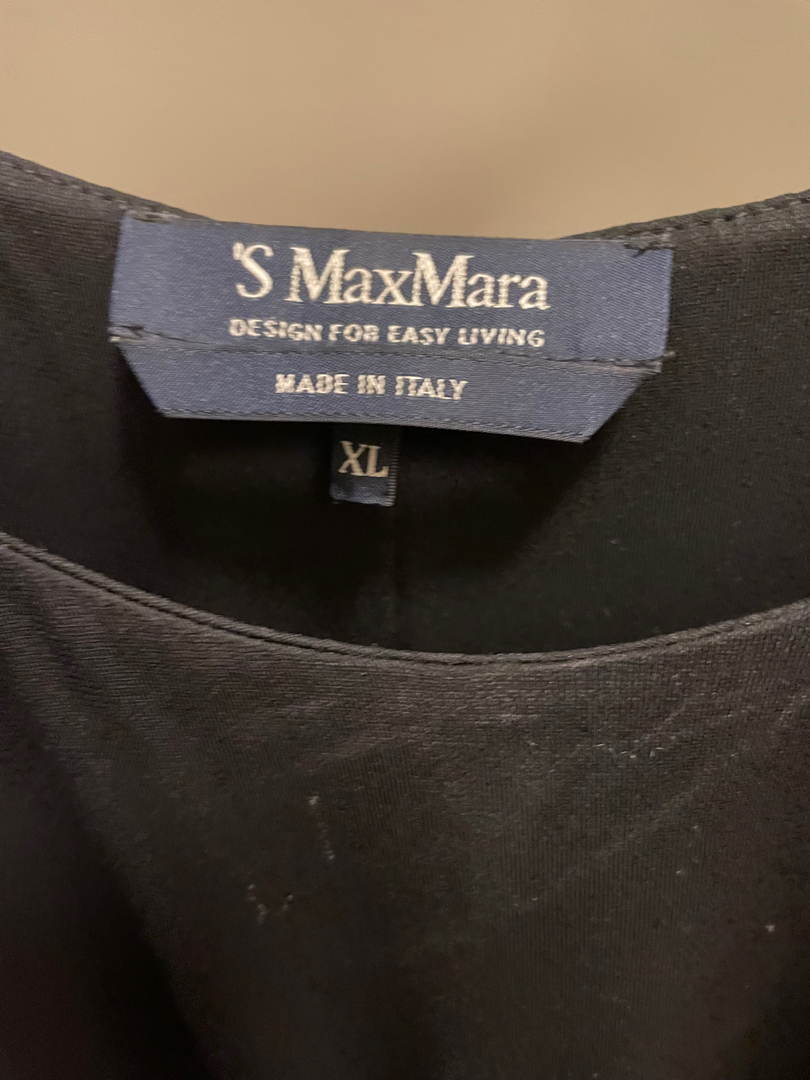 'S MaxMara
DESIGN FOR EASY LIVING
MADE IN ITALY
XL